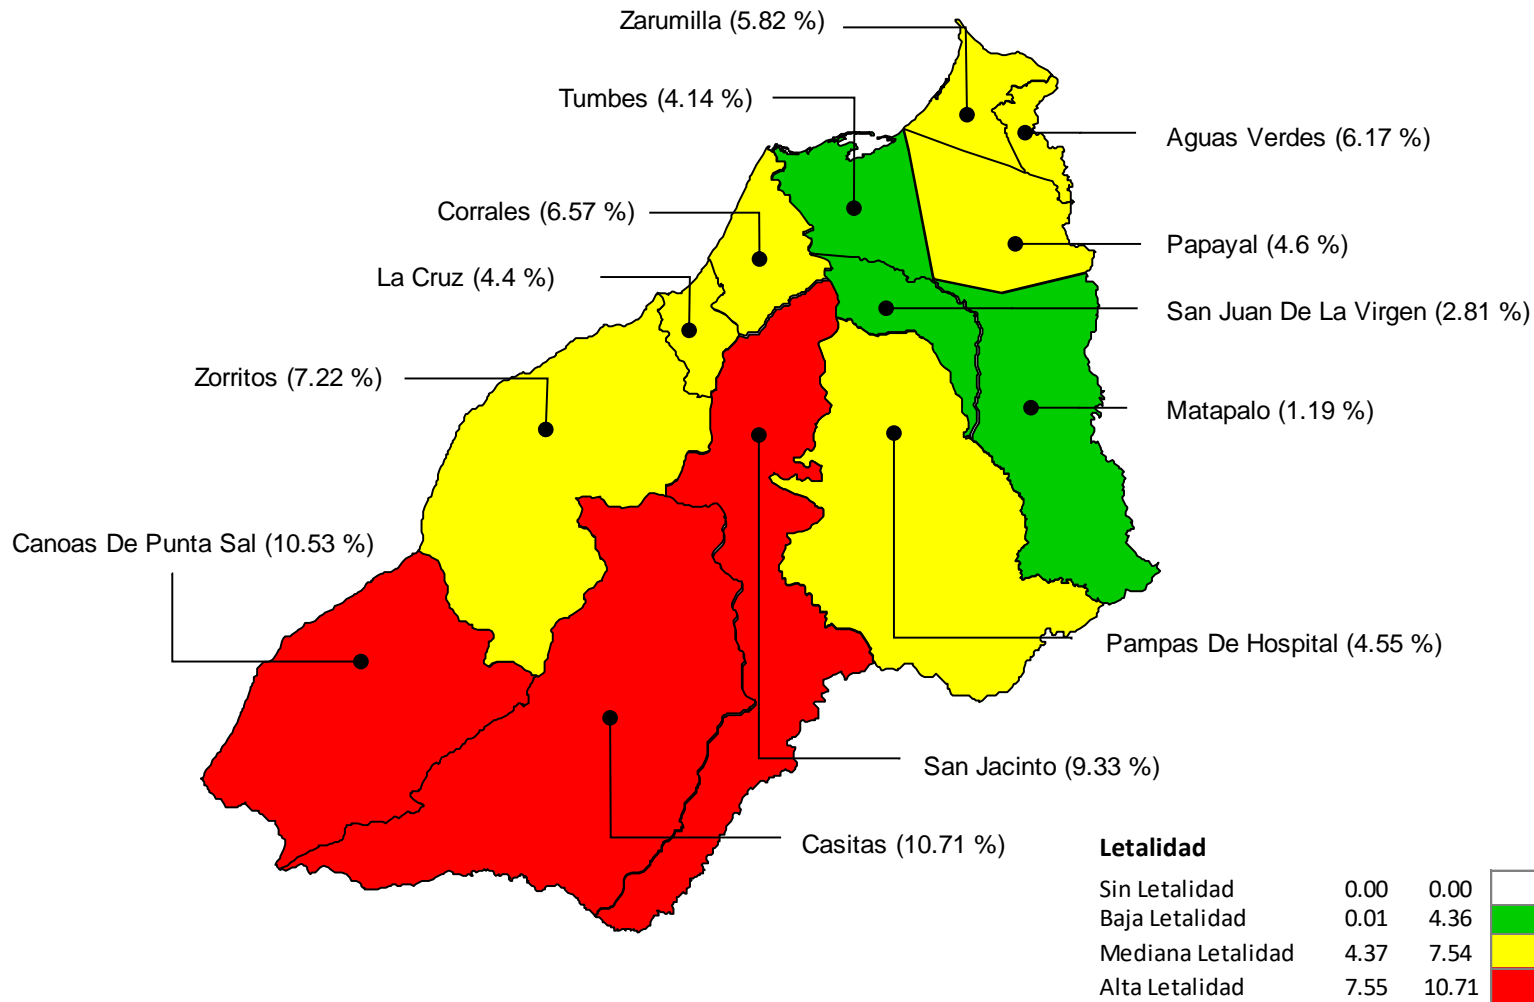 Zarumilla (5.82 %)
Tumbes (4.14 %)
Aguas Verdes (6.17 %)
Corrales (6.57 %)
Papayal (4.6 %)
La Cruz (4.4 %)
San Juan De La Virgen (2.81 %)
Zorritos (7.22 %)
Matapalo (1.19 %)
Canoas De Punta Sal (10.53 %)
Pampas De Hospital (4.55 %)
San Jacinto (9.33 %)
Casitas (10.71 %)
Letalidad
Sin Letalidad 0.00 0.00
Baja Letalidad 0.01 4.36
Mediana Letalidad 4.37 7.54
Alta Letalidad 7.55 10.71